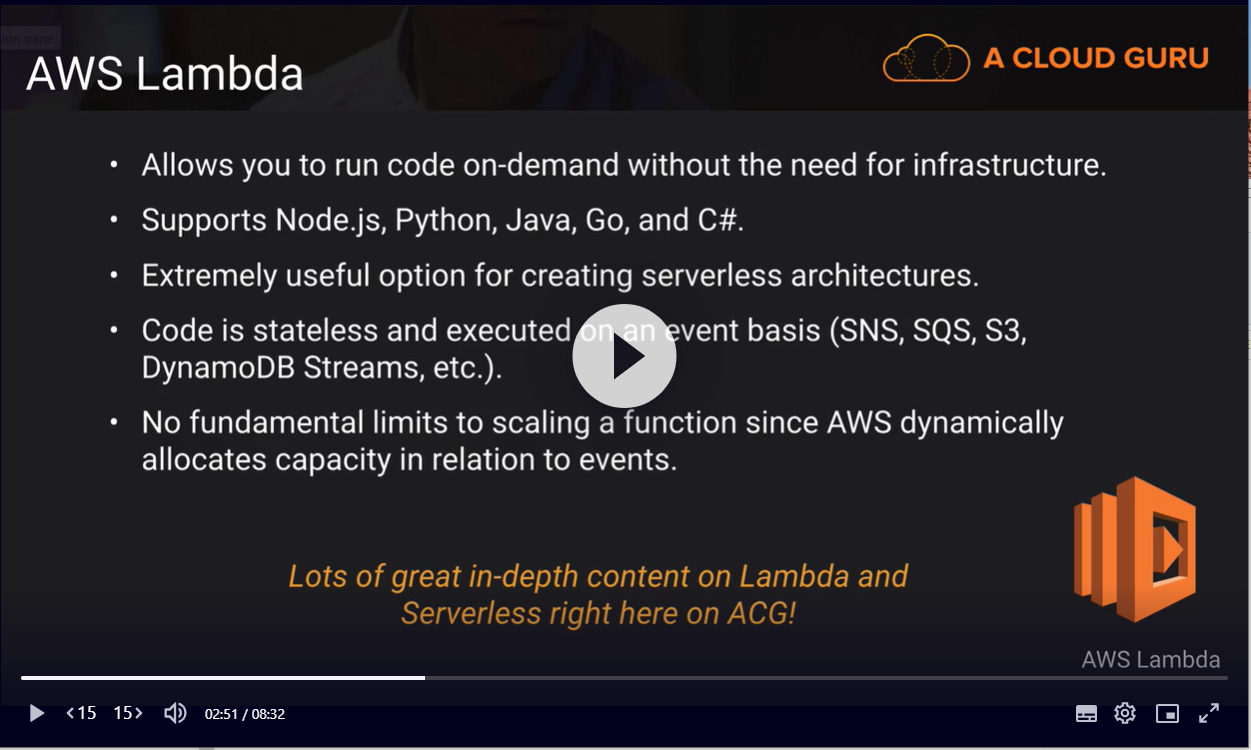 ion pane
AWS Lambda
A CLOUD GURU
• Allows you to run code on-demand without the need for infrastructure.
• Supports Node.js, Python, Java, Go, and C#.
• Extremely useful option for creating serverless architectures.
• Code is stateless and executed on an event basis (SNS, SQS, S3,
DynamoDB Streams, etc.).
• No fundamental limits to scaling a function since AWS dynamically
allocates capacity in relation to events.
Lots of great in-depth content on Lambda and
Serverless right here on ACG!
AWS Lambda
<15 15> 02:51 / 08:32